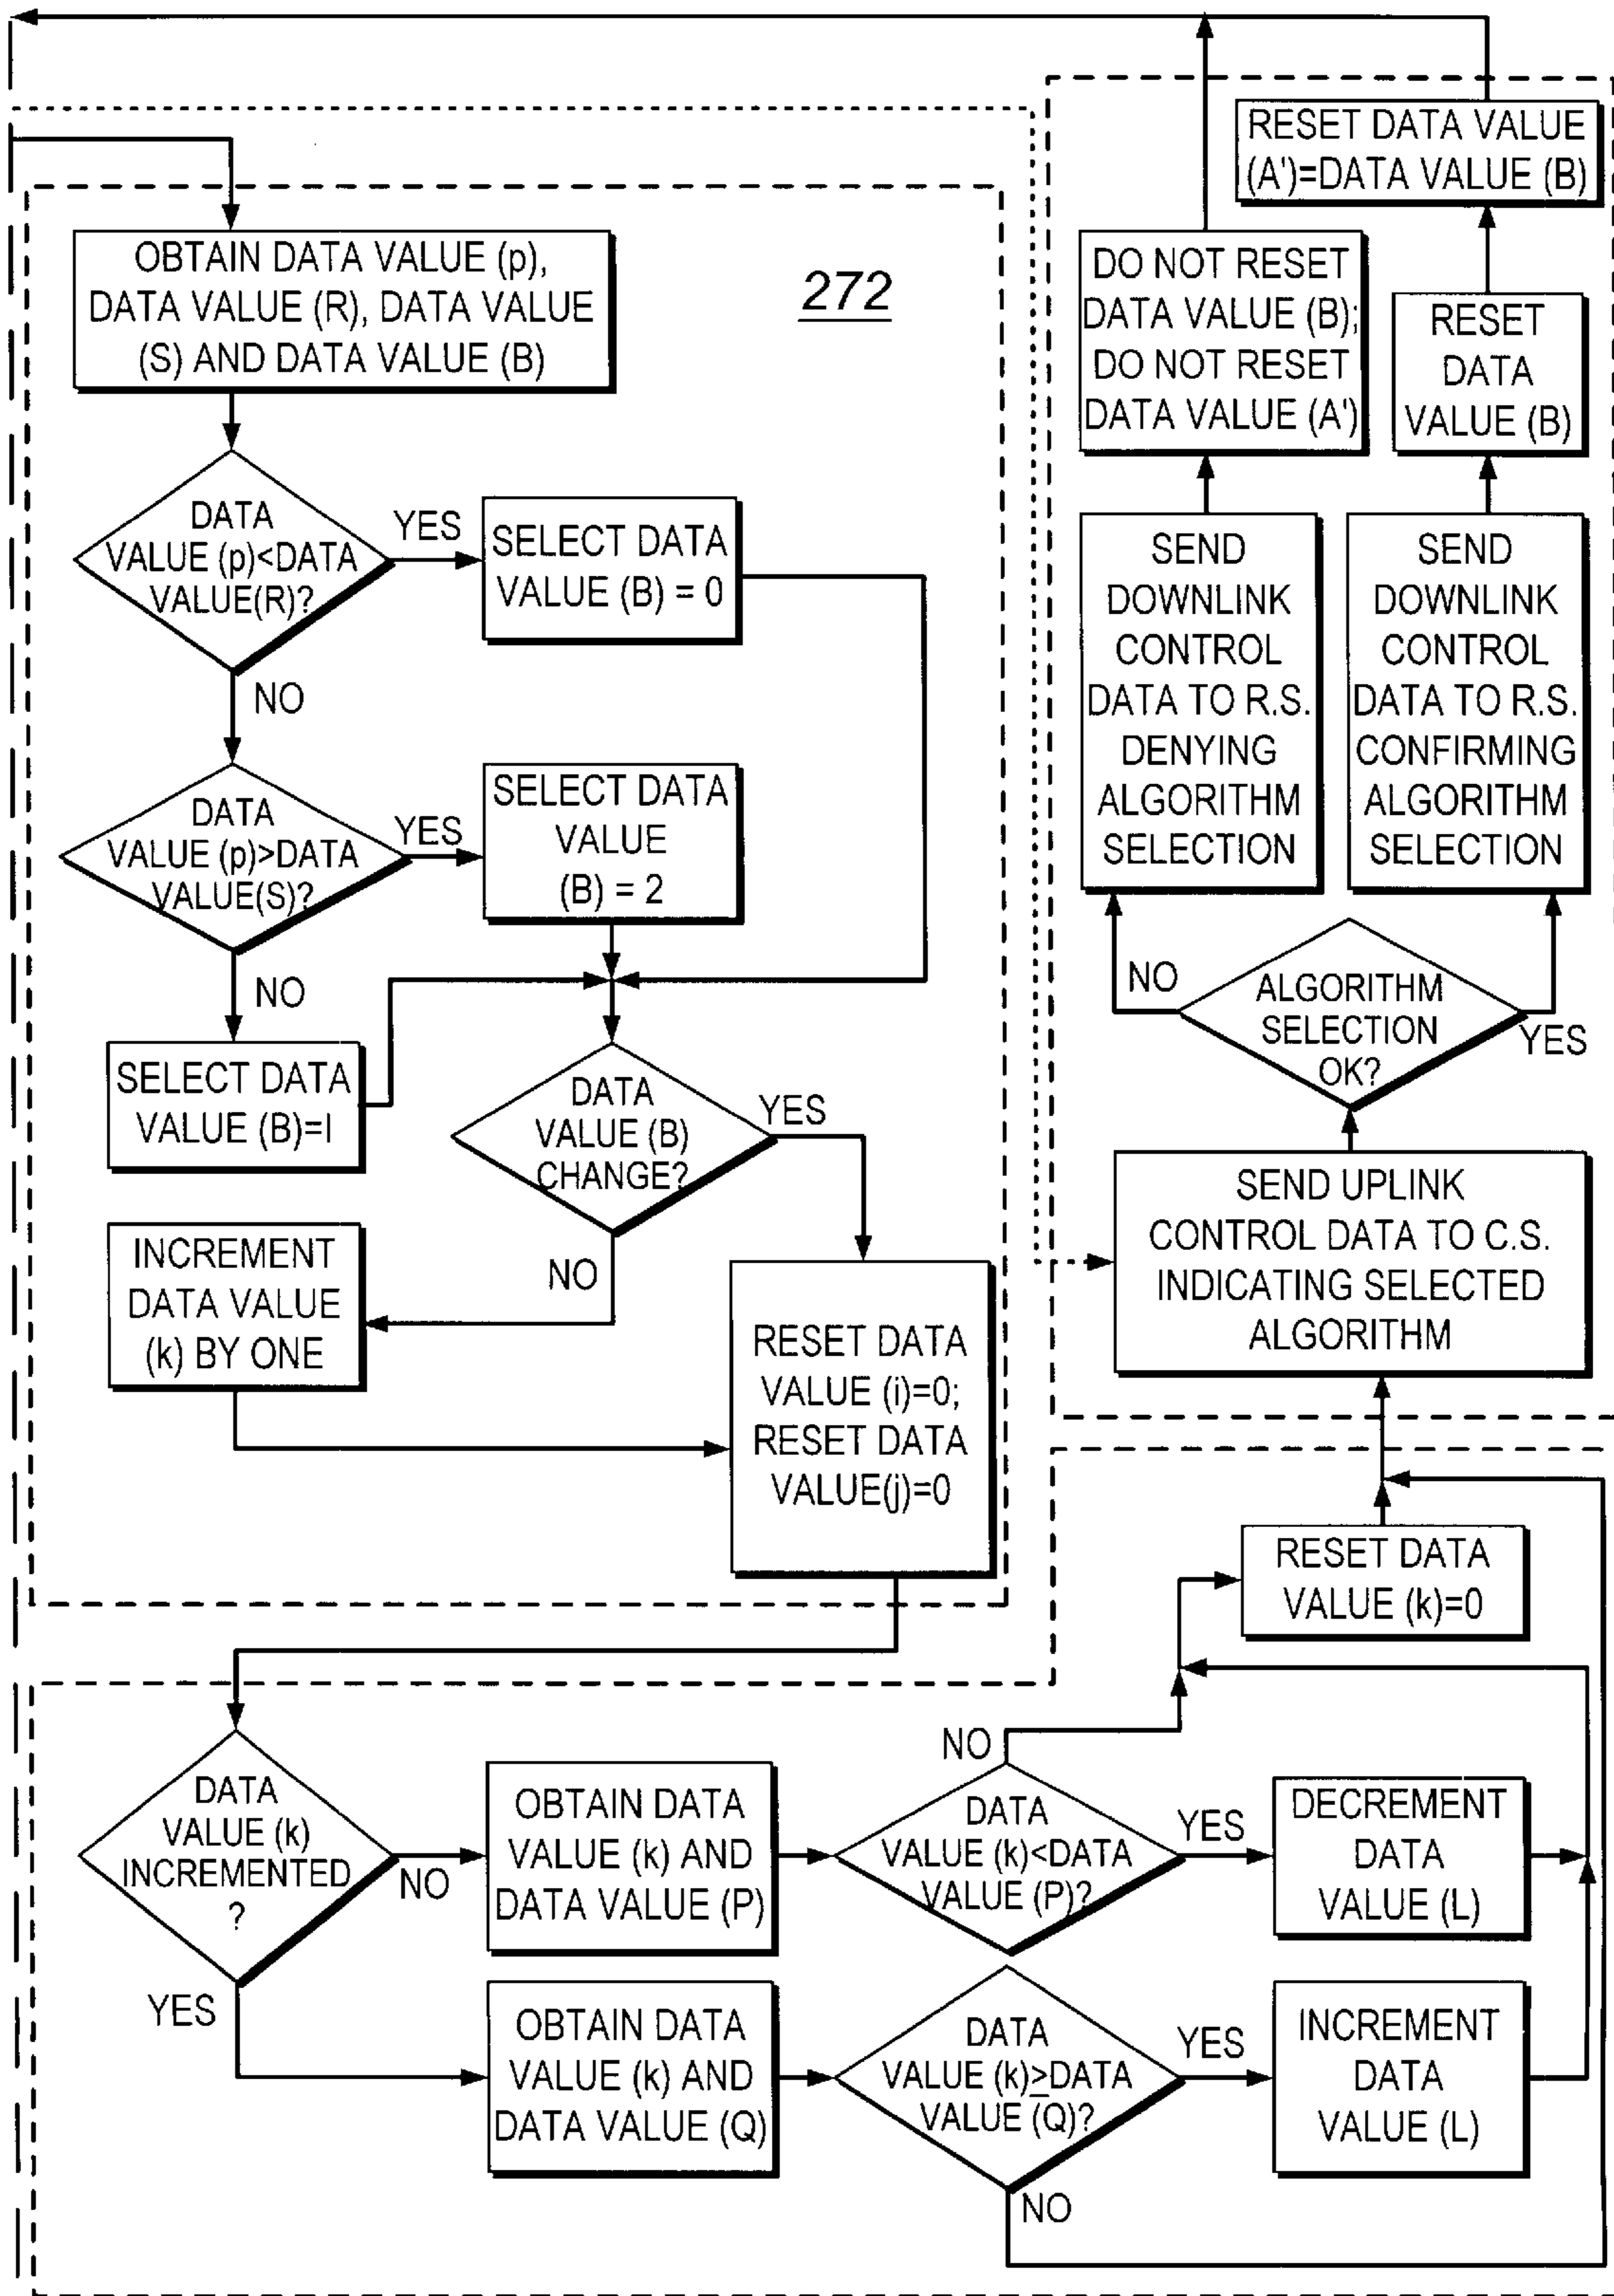 OBTAIN DATA VALUE (p),
DATA VALUE (R), DATA VALUE
(S) AND DATA VALUE (B)
272
DATA
VALUE (p)<DATA
VALUE(R)?
YES
SELECT DATA
VALUE (B) = 0
NO
DATA
VALUE (p)>DATA
VALUE(S)?
YES
SELECT DATA
VALUE
(B) = 2
NO
SELECT DATA
VALUE (B)=I
DATA
VALUE (B)
CHANGE?
YES
NO
INCREMENT
DATA VALUE
(k) BY ONE
RESET DATA
VALUE (i)=0;
RESET DATA
VALUE(j)=0
RESET DATA VALUE
(A')=DATA VALUE (B)
DO NOT RESET
DATA VALUE (B);
DO NOT RESET
DATA VALUE (A')
RESET
DATA
VALUE (B)
SEND
DOWNLINK
CONTROL
DATA TO R.S.
DENYING
ALGORITHM
SELECTION
SEND
DOWNLINK
CONTROL
DATA TO R.S.
CONFIRMING
ALGORITHM
SELECTION
NO
ALGORITHM
SELECTION
OK?
YES
SEND UPLINK
CONTROL DATA TO C.S.
INDICATING SELECTED
ALGORITHM
RESET DATA
VALUE (k)=0
DATA
VALUE (k)
INCREMENTED
?
NO
OBTAIN DATA
VALUE (k) AND
DATA VALUE (P)
NO
DATA
VALUE (k)<DATA
VALUE (P)?
YES
DECREMENT
DATA
VALUE (L)
YES
OBTAIN DATA
VALUE (k) AND
DATA VALUE (Q)
DATA
VALUE (k)≥DATA
VALUE (Q)?
YES
INCREMENT
DATA
VALUE (L)
NO